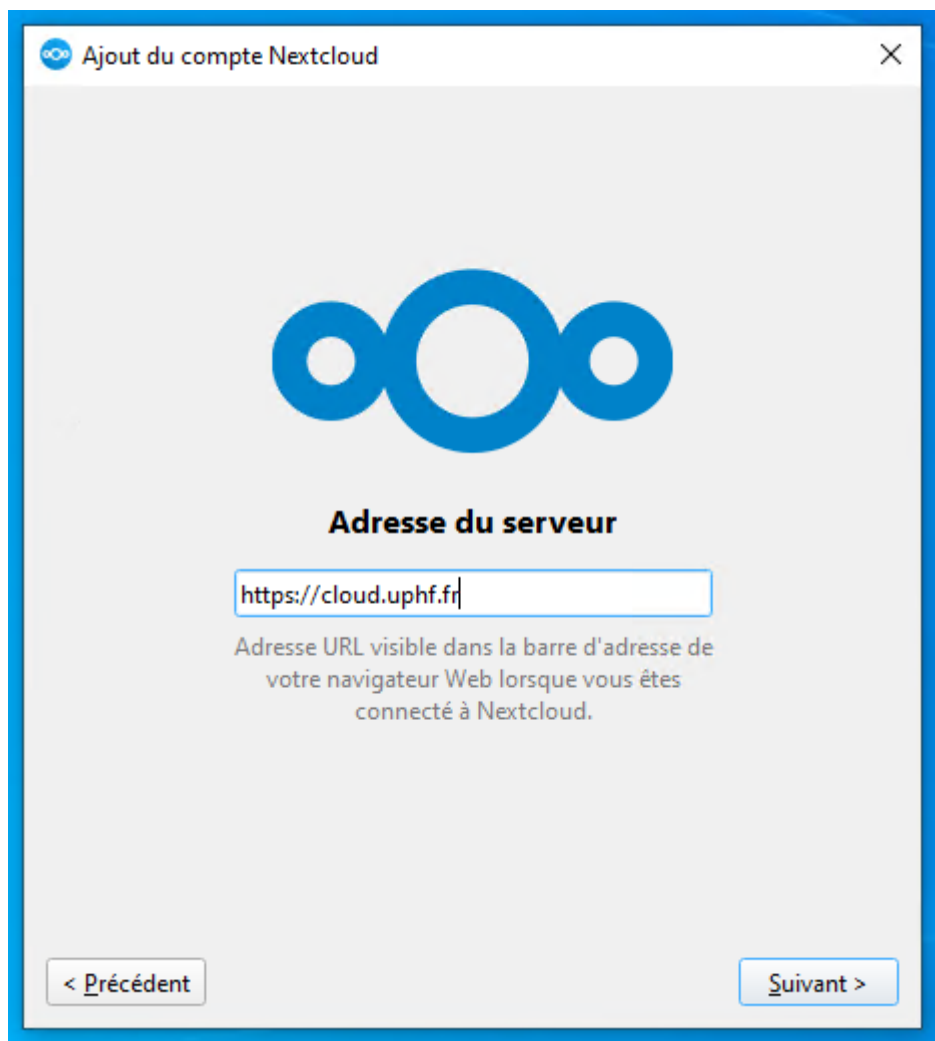 Ajout du compte Nextcloud
Adresse du serveur
https://cloud.uphf.fr
Adresse URL visible dans la barre d'adresse de
votre navigateur Web lorsque vous êtes
connecté à Nextcloud.
< Précédent
Suivant >